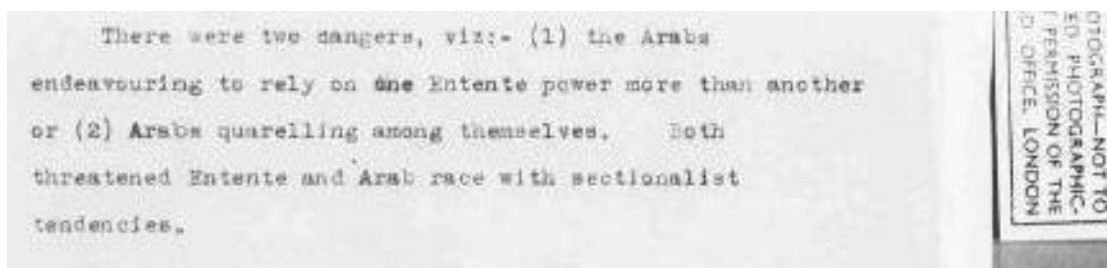 There were two dangers, viz:- (1) the Arabs
endeavouring to rely on one Entente power more than another
or (2) Arabs quarelling among themselves. Both
threatened Entente and Arab race with sectionalist
tendencies.
OTOGRAPH—NOT TO
ED PHOTOGRAPHIC-
PERMISSION OF THE
D OFFICE, LONDON